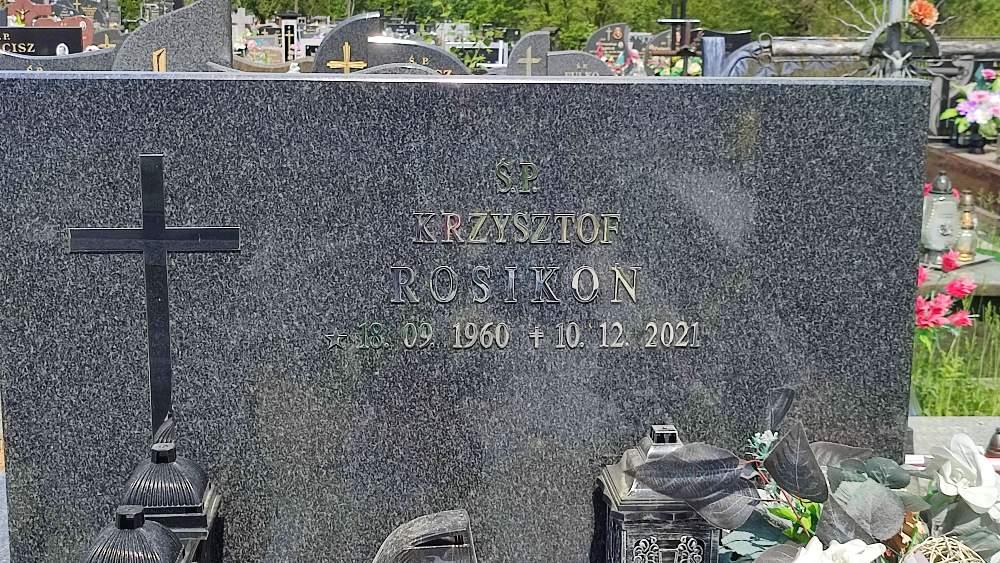 Ś.P.
KRZYSZTOF
ROSIKOŃ
☆ 18. 09. 1960 ✝ 10. 12. 2021